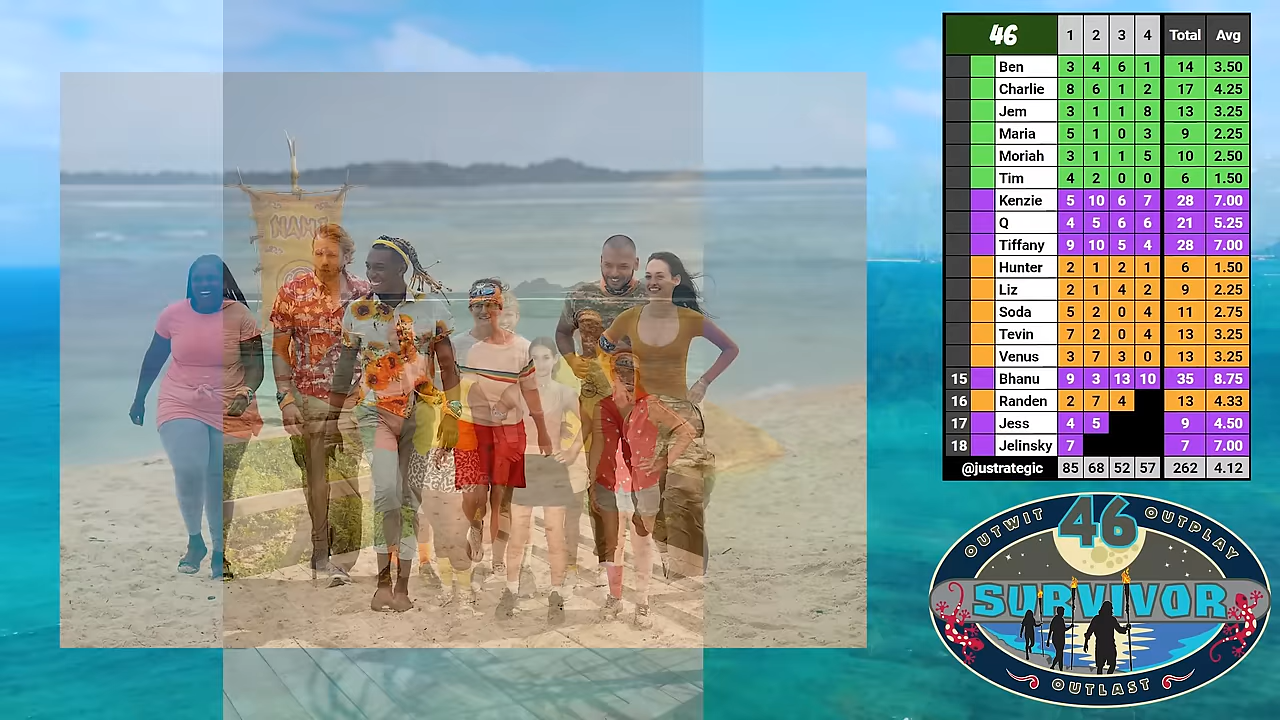 NAMI
46 1 2 3 4 Total Avg
Ben 3 4 6 1 14 3.50
Charlie 8 6 1 2 17 4.25
Jem 3 1 1 8 13 3.25
Maria 5 1 0 3 9 2.25
Moriah 3 1 1 5 10 2.50
Tim 4 2 0 0 6 1.50
Kenzie 5 10 6 7 28 7.00
Q 4 5 6 6 21 5.25
Tiffany 9 10 5 4 28 7.00
Hunter 2 1 2 1 6 1.50
Liz 2 1 4 2 9 2.25
Soda 5 2 0 4 11 2.75
Tevin 7 2 0 4 13 3.25
Venus 3 7 3 0 13 3.25
15 Bhanu 9 3 13 10 35 8.75
16 Randen 2 7 4 13 4.33
17 Jess 4 5 9 4.50
18 Jelinsky 7 7 7.00
@justrategic 85 68 52 57 262 4.12
OUTWIT 46 OUTPLAY
SURVIVOR
OUTLAST